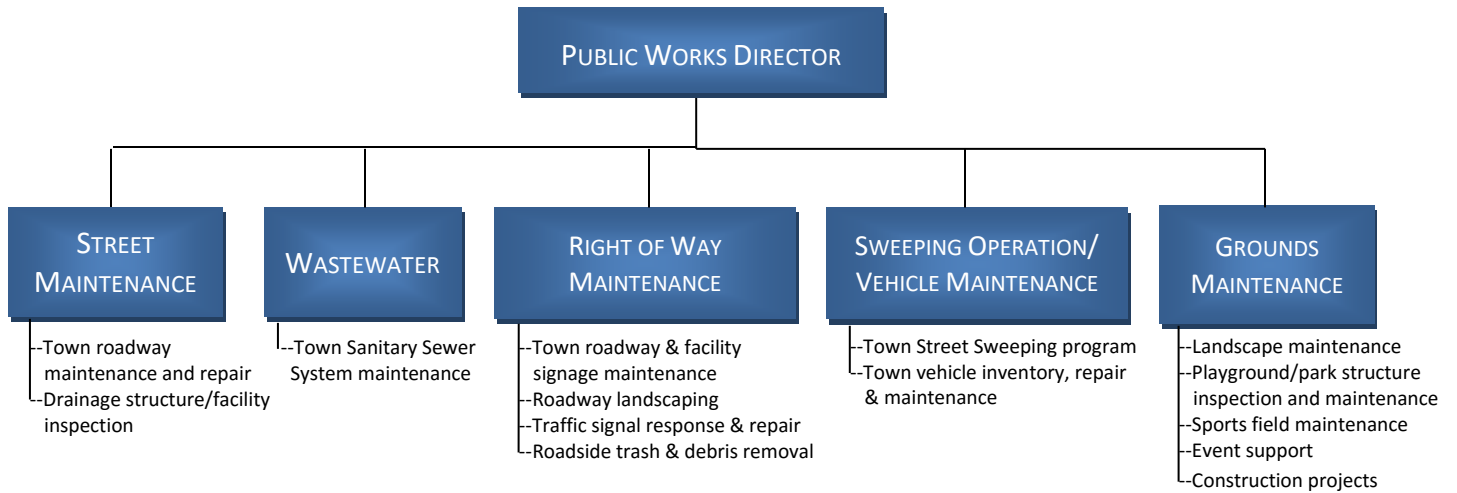 PUBLIC WORKS DIRECTOR
STREET
MAINTENANCE
--Town roadway
maintenance and repair
--Drainage structure/facility
inspection
WASTEWATER
--Town Sanitary Sewer
System maintenance
RIGHT OF WAY
MAINTENANCE
--Town roadway & facility
signage maintenance
--Roadway landscaping
--Traffic signal response & repair
--Roadside trash & debris removal
SWEEPING OPERATION/
VEHICLE MAINTENANCE
--Town Street Sweeping program
--Town vehicle inventory, repair
& maintenance
GROUNDS
MAINTENANCE
--Landscape maintenance
--Playground/park structure
inspection and maintenance
--Sports field maintenance
--Event support
--Construction projects